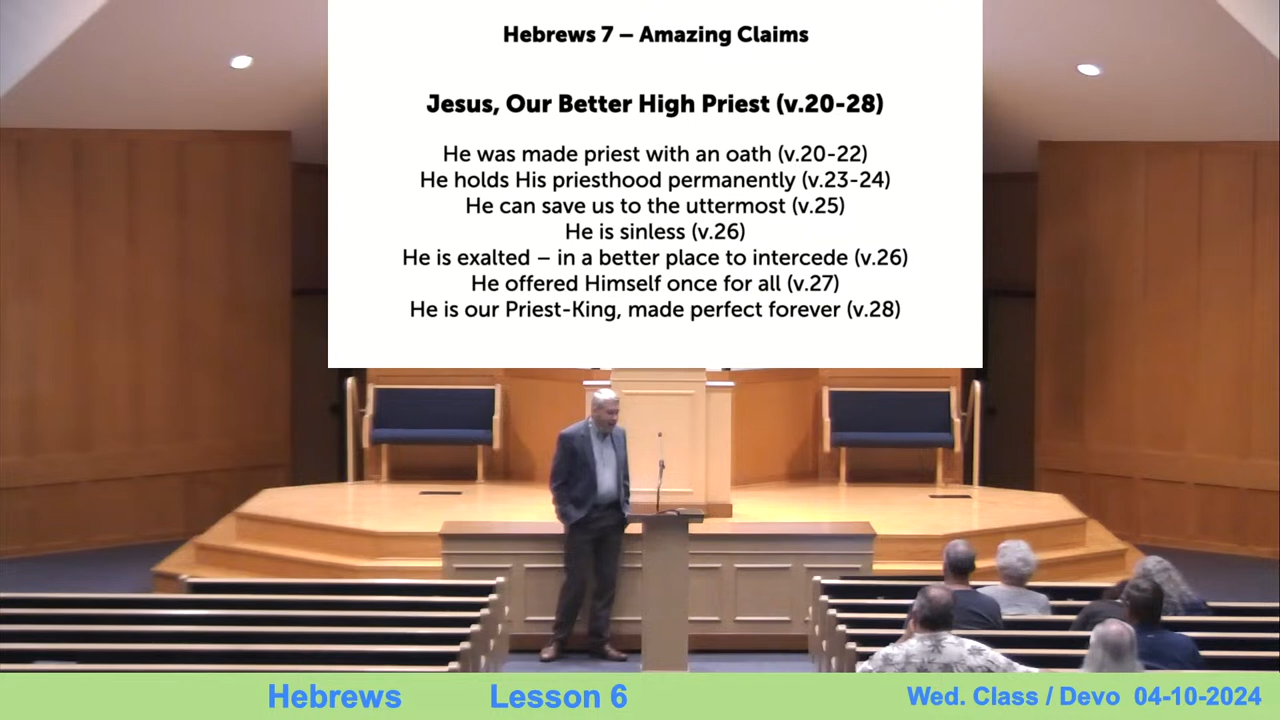 Hebrews 7 – Amazing Claims
Jesus, Our Better High Priest (v.20-28)
He was made priest with an oath (v.20-22)
He holds His priesthood permanently (v.23-24)
He can save us to the uttermost (v.25)
He is sinless (v.26)
He is exalted – in a better place to intercede (v.26)
He offered Himself once for all (v.27)
He is our Priest-King, made perfect forever (v.28)
Hebrews Lesson 6 Wed. Class / Devo 04-10-2024